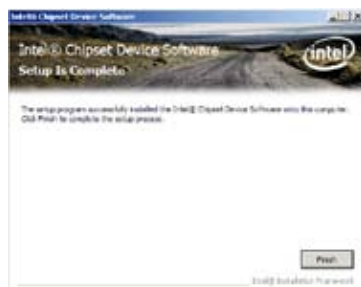 Intel® Chipset Device Software
Intel® Chipset Device Software
Setup Is Complete
intel
The setup program successfully installed the Intel® Chipset Device Software onto this computer.
Click Finish to complete the setup process.
Finish
Intel® Installation Framework